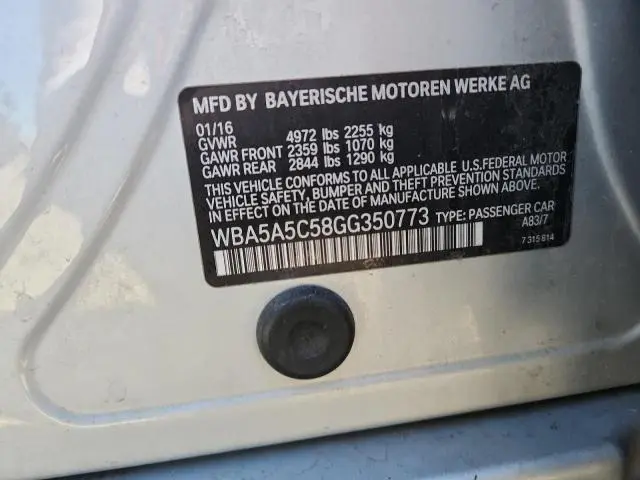 MFD BY BAYERISCHE MOTOREN WERKE AG
01/16
GVWR 4972 lbs 2255 kg
GAWR FRONT 2359 lbs 1070 kg
GAWR REAR 2844 lbs 1290 kg
THIS VEHICLE CONFORMS TO ALL APPLICABLE U.S.FEDERAL MOTOR
VEHICLE SAFETY, BUMPER AND THEFT PREVENTION STANDARDS
IN EFFECT ON THE DATE OF MANUFACTURE SHOWN ABOVE.
WBA5A5C58GG350773 TYPE: PASSENGER CAR
A83/7
7 315 814